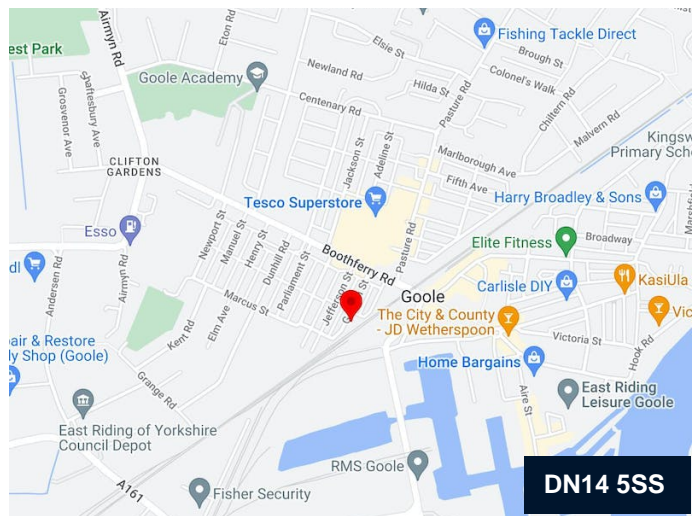 est Park
Airmyn Rd
Eton Rd
Fishing Tackle Direct
Elsie St
Brough St
Newland Rd
Colonel's Walk
Goole Academy
Hilda St
Shaftesbury Ave
Grosvenor Ave
Centenary Rd
Pasture Rd
Chiltern Rd
Malvern Rd
Jackson St
Adeline St
Kingsw
Primary Scho
CLIFTON
GARDENS
Marlborough Ave
Fifth Ave
Tesco Superstore
Harry Broadley & Sons
Marshfield
Newport St
Manuel St
Henry St
Dunhill Rd
Esso
Boothferry Rd
Pasture Rd
Elite Fitness
Broadway
dl
Andersen Rd
Airmyn Rd
Parliament St
Jefferson St
Goole
Carlisle DIY
KasiUla
Marcus St
The City & County
- JD Wetherspoon
Vic
Kent Rd
Elm Ave
Victoria St
Hook Rd
pair & Restore
ly Shop (Goole)
Home Bargains
Grange Rd
Aire St
East Riding
Leisure Goole
East Riding of Yorkshire
Council Depot
RMS Goole
A161
Fisher Security
DN14 5SS